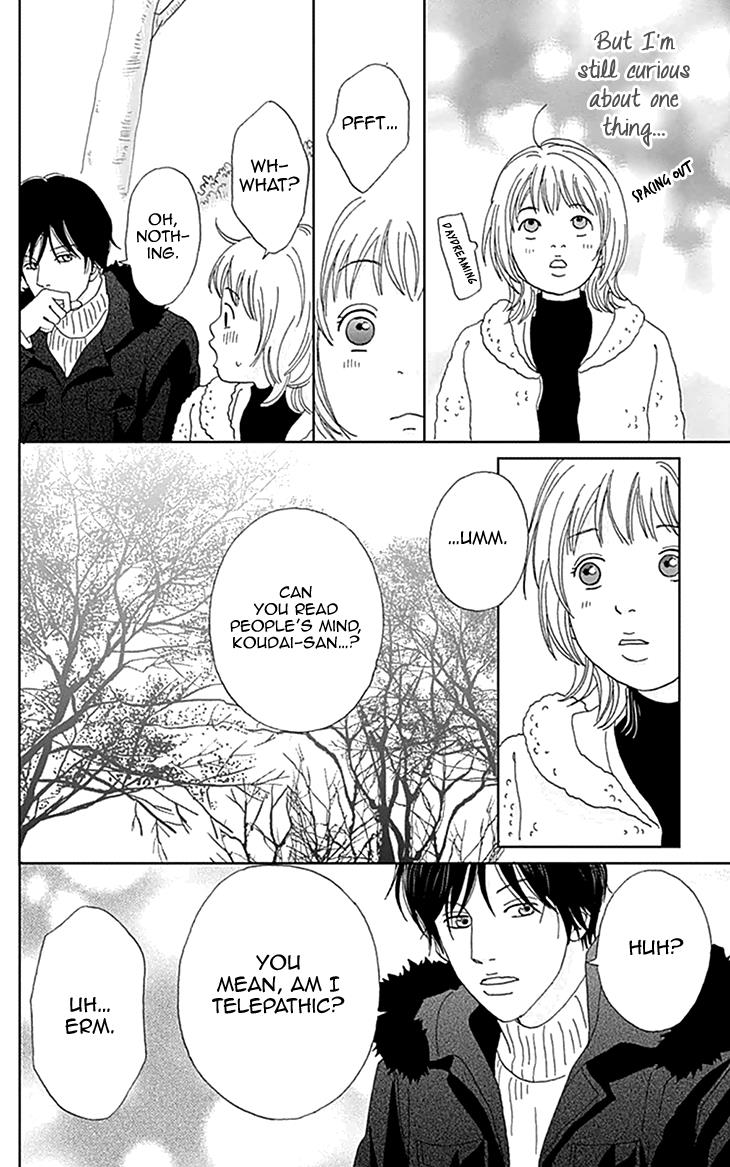 But I'm
still curious
about one
thing...
SPACING OUT
DAYDREAMING
PFFT...
WH-
WHAT?
OH,
NOTH-
ING.
...UMM.
CAN
YOU READ
PEOPLE'S MIND,
KOUDAI-SAN...?
HUH?
YOU
MEAN, AM I
TELEPATHIC?
UH...
ERM.